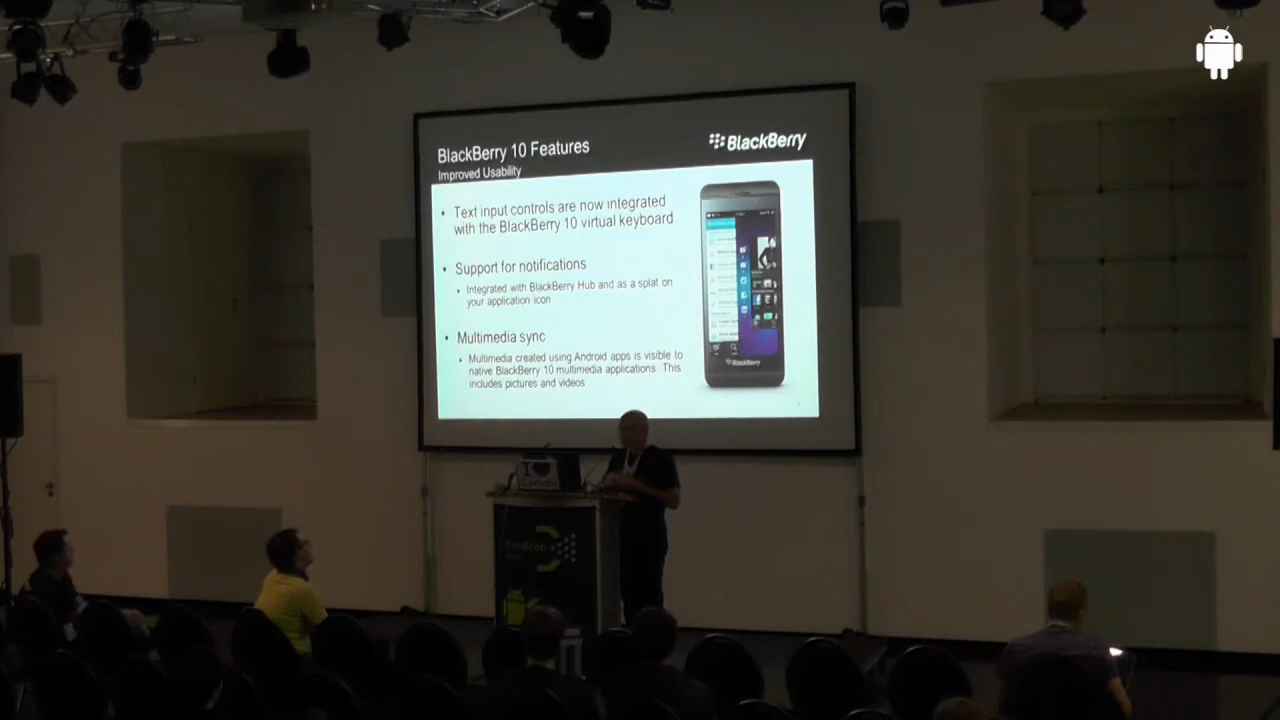 BlackBerry 10 Features
BlackBerry
Improved Usability
• Text input controls are now integrated
with the BlackBerry 10 virtual keyboard
• Support for notifications
• Integrated with BlackBerry Hub and as a splat on
your application icon
• Multimedia sync
• Multimedia created using Android apps is visible to
native BlackBerry 10 multimedia applications. This
includes pictures and videos
BlackBerry
I